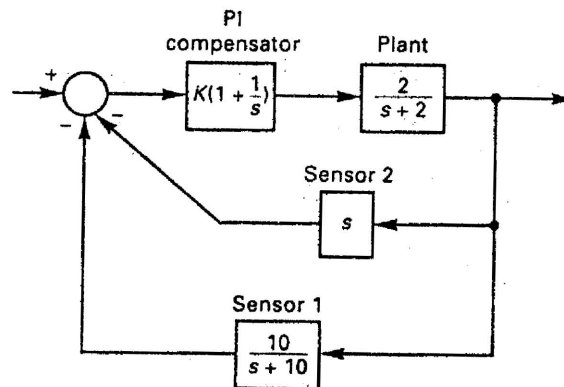 PI
compensator
Plant
+
K(1 + 1/s)
2/(s + 2)
−
−
Sensor 2
s
Sensor 1
10/(s + 10)